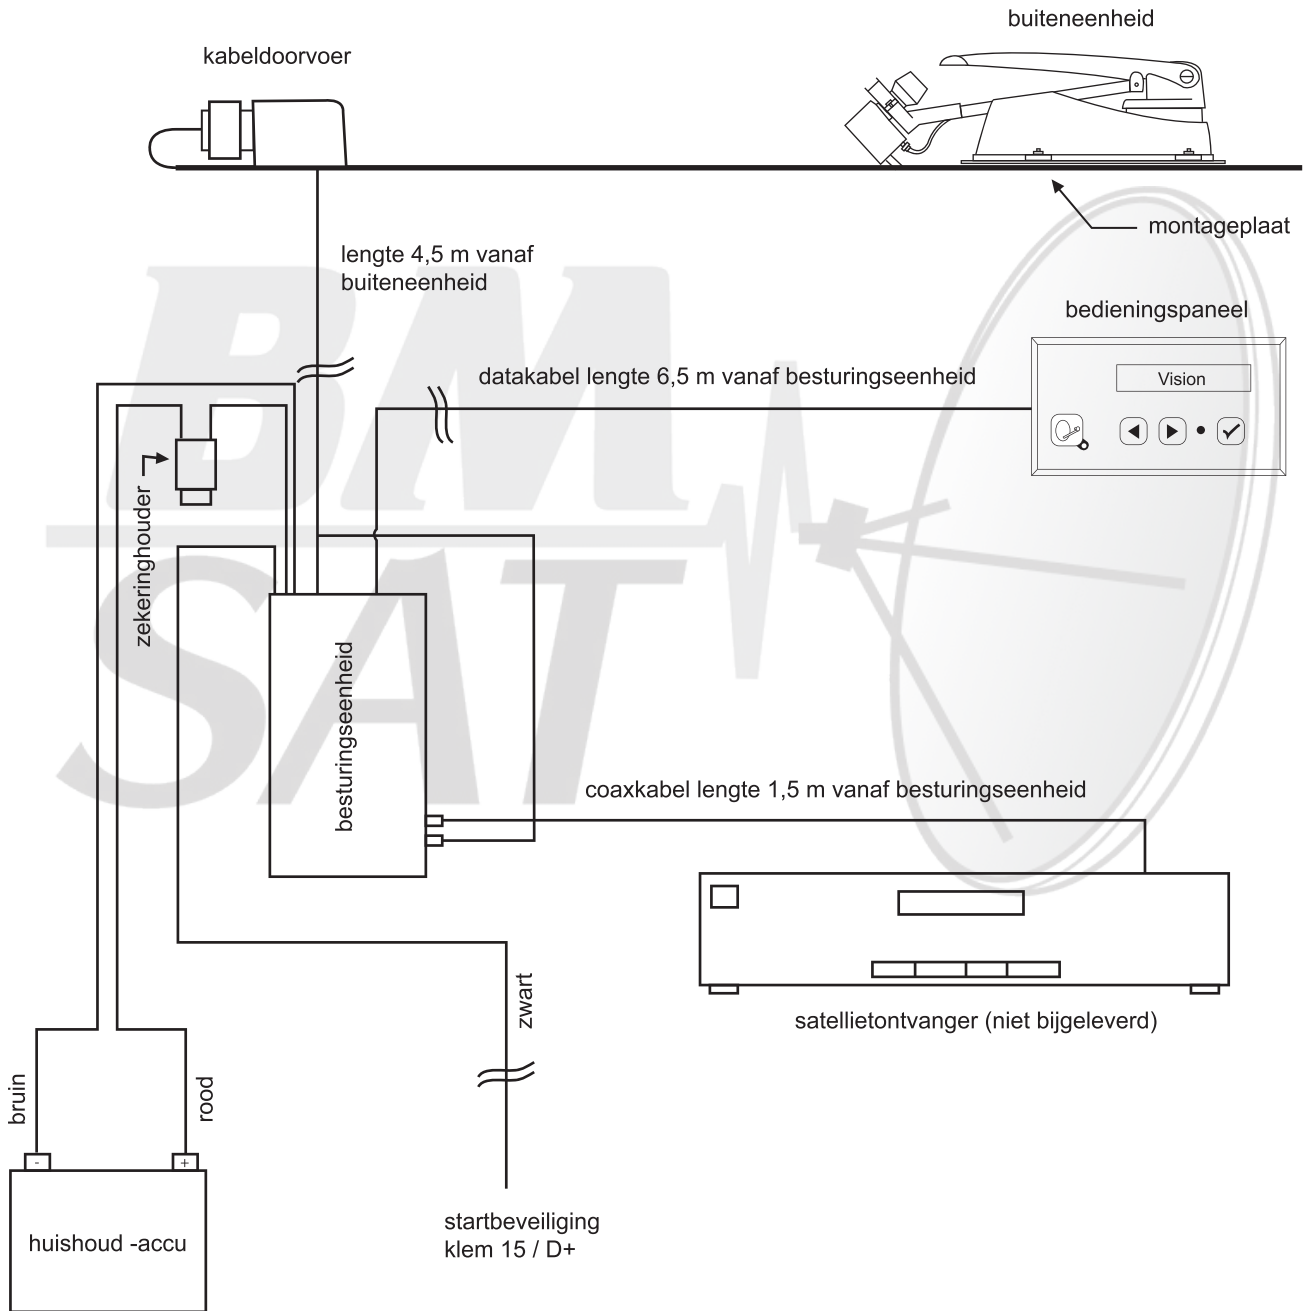 buiteneenheid
kabeldoorvoer
montageplaat
lengte 4,5 m vanaf
buiteneenheid
bedieningspaneel
Vision
datakabel lengte 6,5 m vanaf besturingseenheid
BM
SAT
zekeringhouder
besturingseenheid
coaxkabel lengte 1,5 m vanaf besturingseenheid
satellietontvanger (niet bijgeleverd)
zwart
bruin
rood
- +
huishoud -accu
startbeveiliging
klem 15 / D+